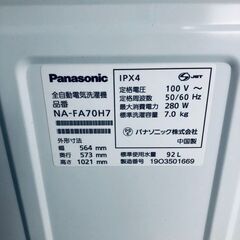 Panasonic
全自動電気洗濯機
品番
NA-FA70H7
外形寸法
幅 564 mm
奥行 573 mm
高さ 1021 mm
IPX4
JET
定格電圧 100 V ～
定格周波数 50/60 Hz
最大消費電力 280 W
標準洗濯容量 7.0 kg
パナソニック株式会社
中国製
標準使用水量 92 L
製造番号 19O3501669